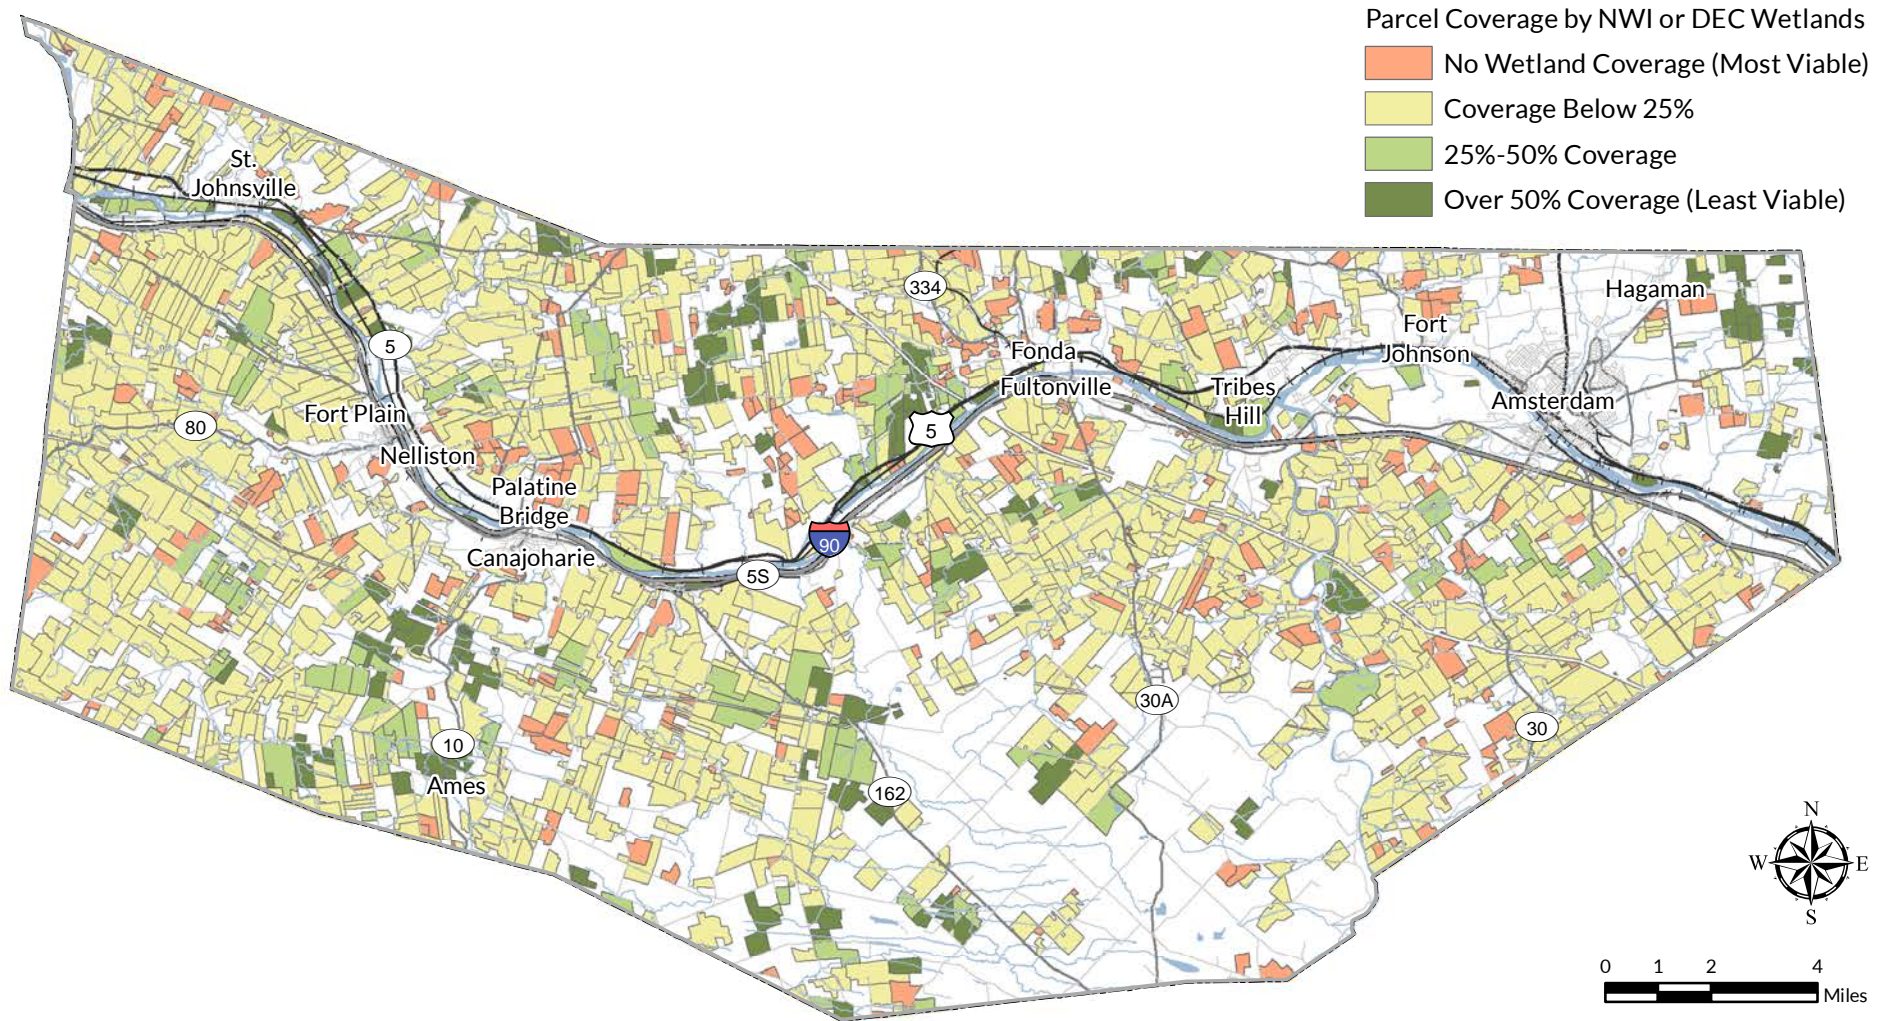 Parcel Coverage by NWI or DEC Wetlands
No Wetland Coverage (Most Viable)
Coverage Below 25%
25%-50% Coverage
Over 50% Coverage (Least Viable)
St.
Johnsville
334
Hagaman
5
Fort
Johnson
Fonda
Fultonville
Tribes
Hill
Amsterdam
Fort Plain
80
5
Nelliston
Palatine
Bridge
Canajoharie
90
5S
30A
30
10
Ames
162
N
W
E
S
0
1
2
4
Miles